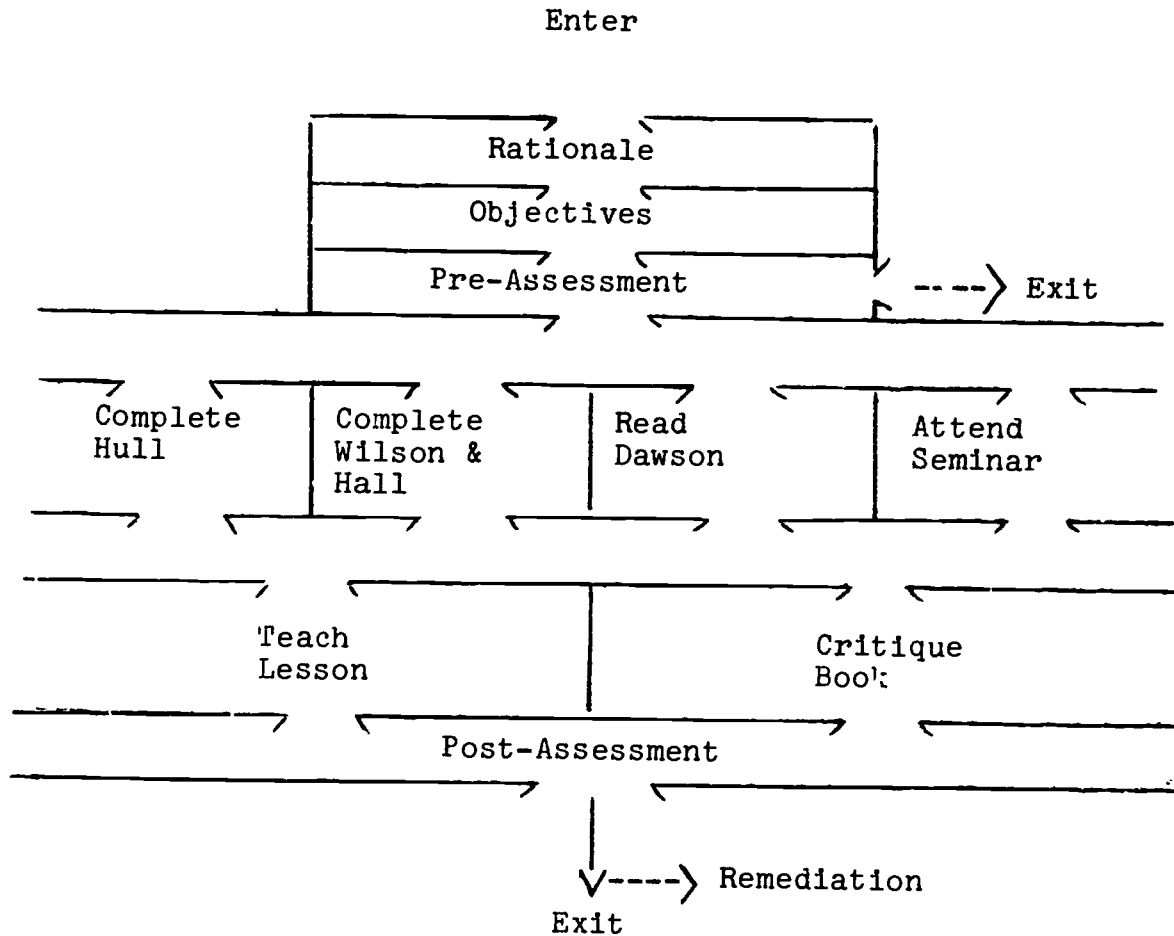 Enter
Rationale
Objectives
Pre-Assessment
Exit
Complete
Hull
Complete
Wilson &
Hall
Read
Dawson
Attend
Seminar
Teach
Lesson
Critique
Book
Post-Assessment
Remediation
Exit